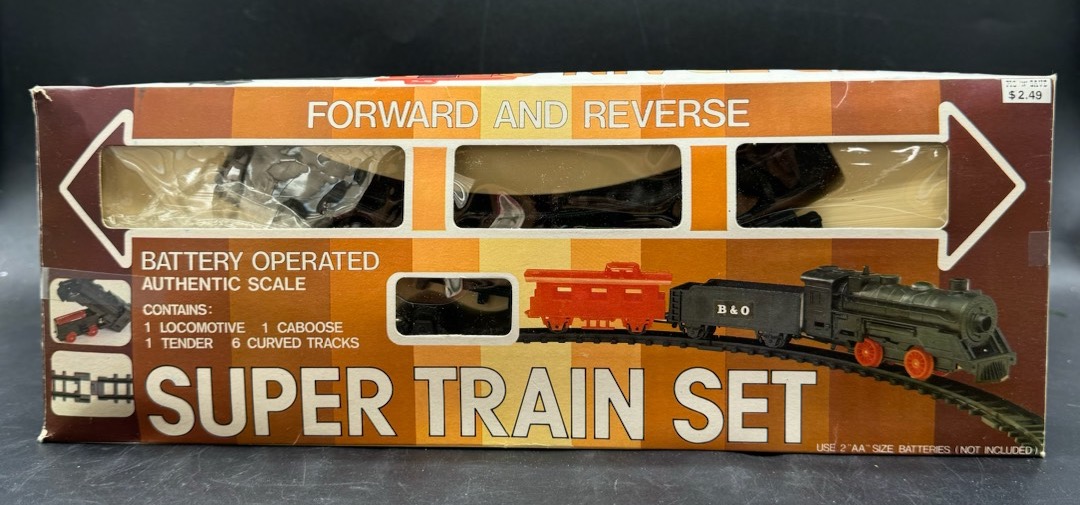 $2.49
FORWARD AND REVERSE
BATTERY OPERATED
AUTHENTIC SCALE
CONTAINS:
1 LOCOMOTIVE 1 CABOOSE
1 TENDER 6 CURVED TRACKS
B & O
SUPER TRAIN SET
USE 2 "AA" SIZE BATTERIES (NOT INCLUDED)